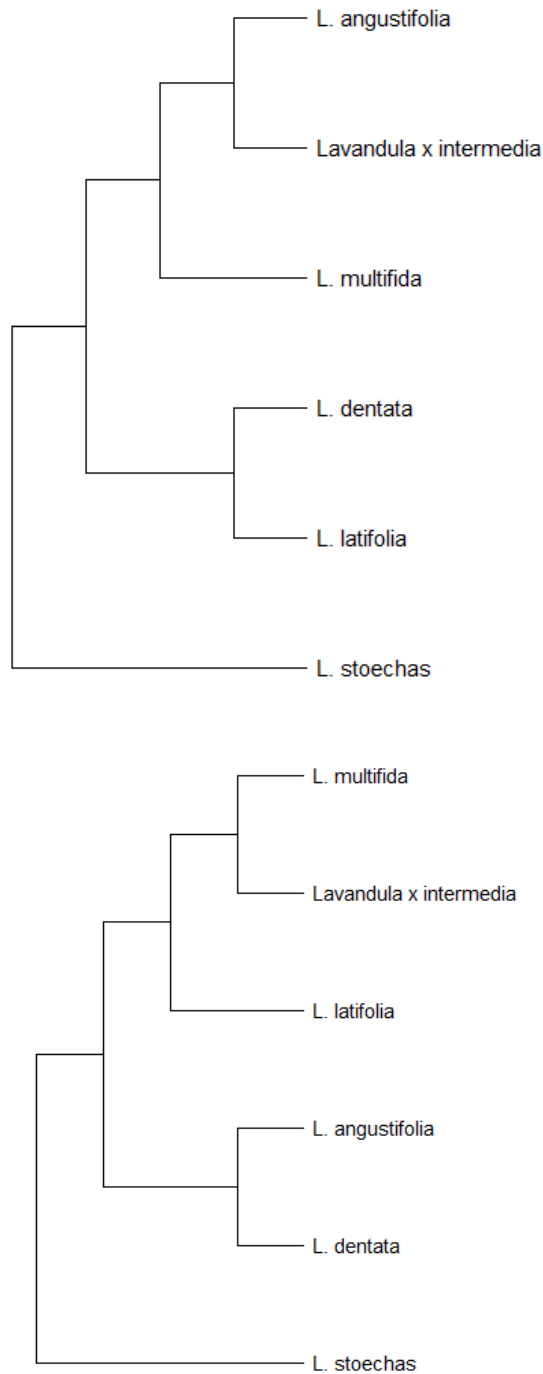 L. angustifolia
Lavandula x intermedia
L. multifida
L. dentata
L. latifolia
L. stoechas
L. multifida
Lavandula x intermedia
L. latifolia
L. angustifolia
L. dentata
L. stoechas